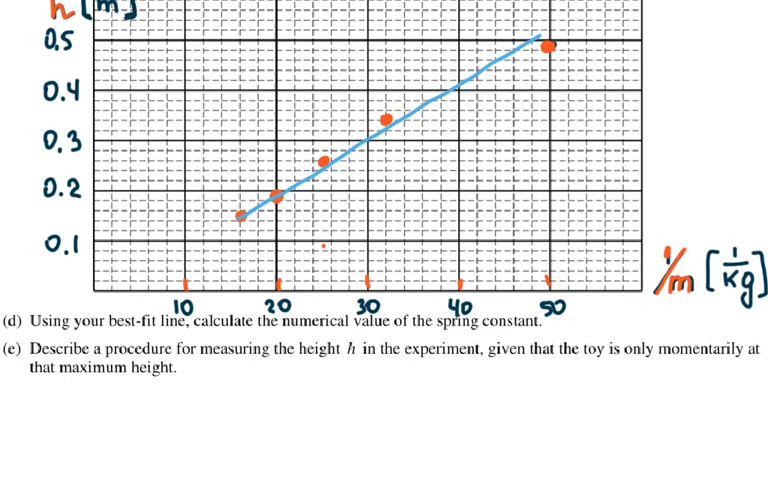 h [m]
0.5
0.4
0.3
0.2
0.1
1/m [1/kg]
10 20 30 40 50
(d) Using your best-fit line, calculate the numerical value of the spring constant.
(e) Describe a procedure for measuring the height h in the experiment, given that the toy is only momentarily at
that maximum height.